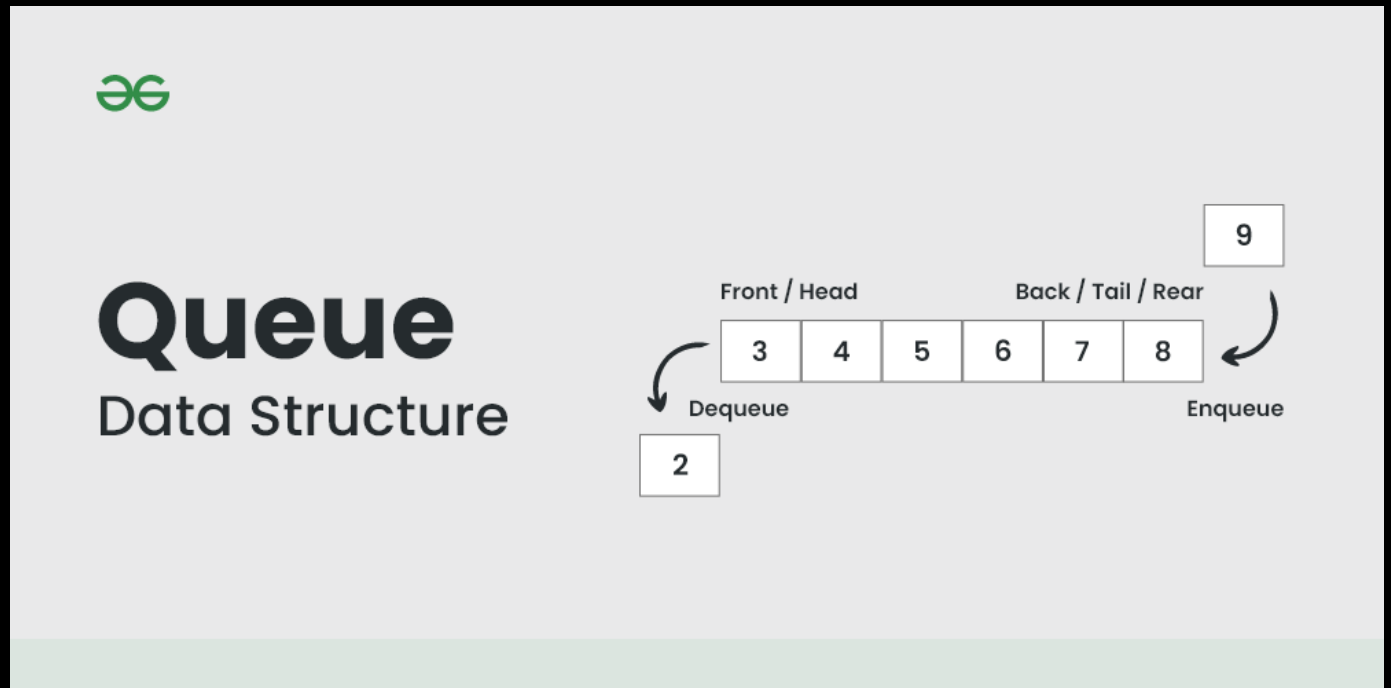 Queue
Data Structure
9
Front / Head
Back / Tail / Rear
3 4 5 6 7 8
Dequeue
Enqueue
2